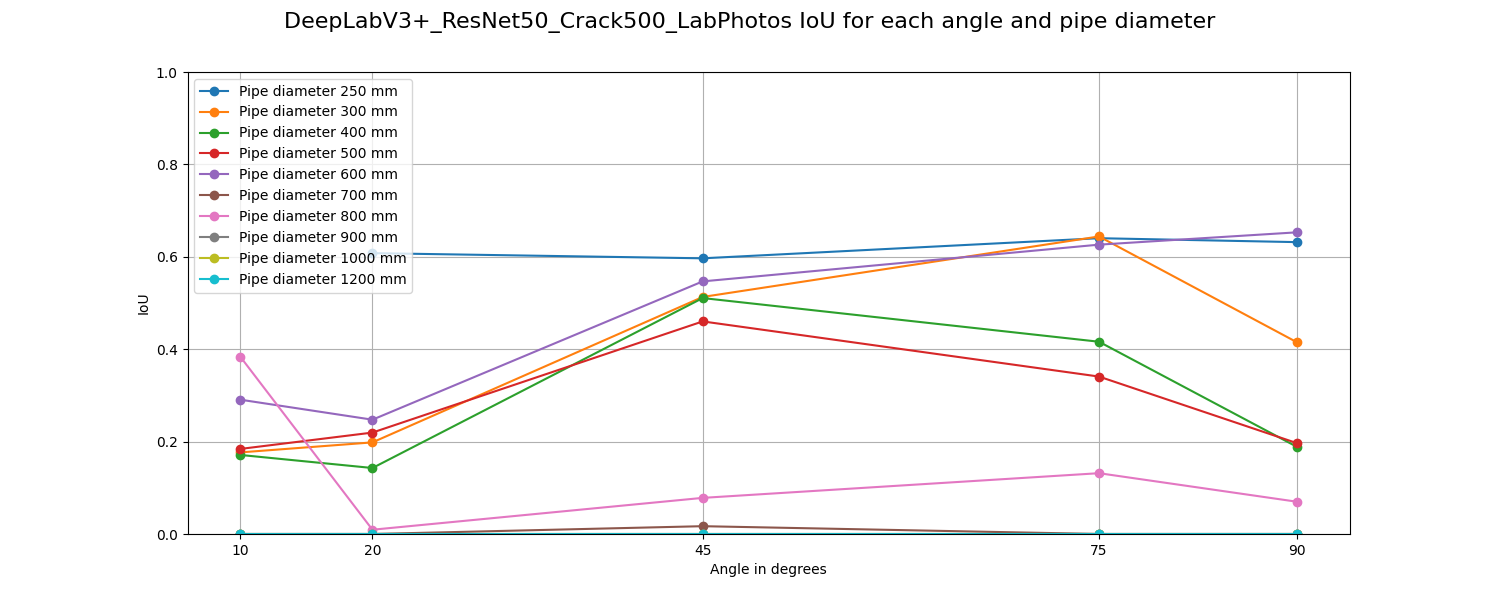 DeepLabV3+_ResNet50_Crack500_LabPhotos IoU for each angle and pipe diameter
1.0
0.8
0.6
0.4
0.2
0.0
IoU
Pipe diameter 250 mm
Pipe diameter 300 mm
Pipe diameter 400 mm
Pipe diameter 500 mm
Pipe diameter 600 mm
Pipe diameter 700 mm
Pipe diameter 800 mm
Pipe diameter 900 mm
Pipe diameter 1000 mm
Pipe diameter 1200 mm
10 20 45 75 90
Angle in degrees